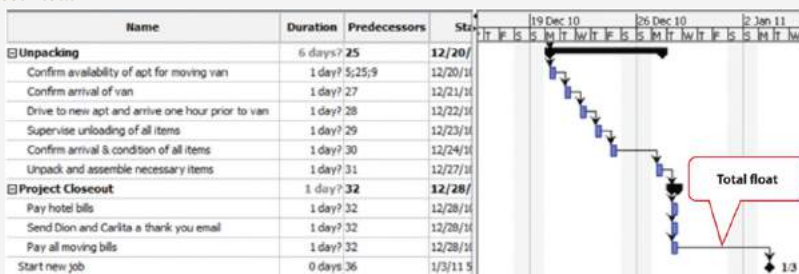 Name Duration Predecessors Sta 19 Dec 10 26 Dec 10 2 Jan 11
T F S S M T W T F S S M T W T F S S M T
Unpacking 6 days? 25 12/20/
Confirm availability of apt for moving van 1 day? 5;25;9 12/20/1
Confirm arrival of van 1 day? 27 12/21/1
Drive to new apt and arrive one hour prior to van 1 day? 28 12/22/1
Supervise unloading of all items 1 day? 29 12/23/1
Confirm arrival & condition of all items 1 day? 30 12/24/1
Unpack and assemble necessary items 1 day? 31 12/27/1
Project Closeout 1 day? 32 12/28/
Total float
Pay hotel bills 1 day? 32 12/28/1
Send Dion and Carlita a thank you email 1 day? 32 12/28/1
Pay all moving bills 1 day? 32 12/28/1
Start new job 0 days 36 1/3/11 5 1/3